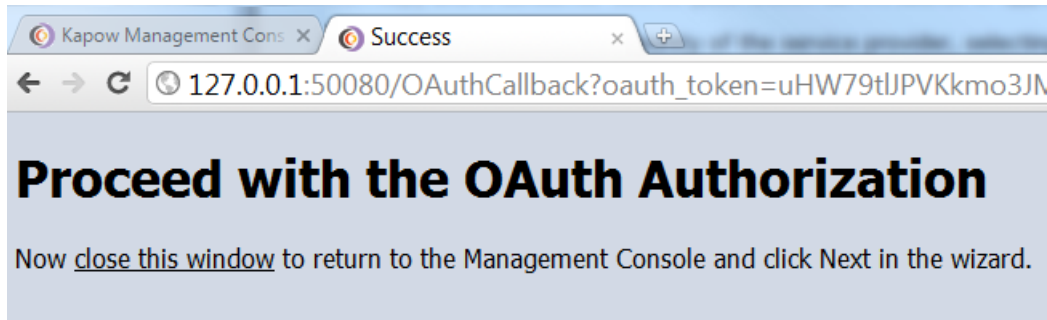 Kapow Management Cons
Success
127.0.0.1:50080/OAuthCallback?oauth_token=uHW79tlJPVKkmo3JM
Proceed with the OAuth Authorization
Now close this window to return to the Management Console and click Next in the wizard.